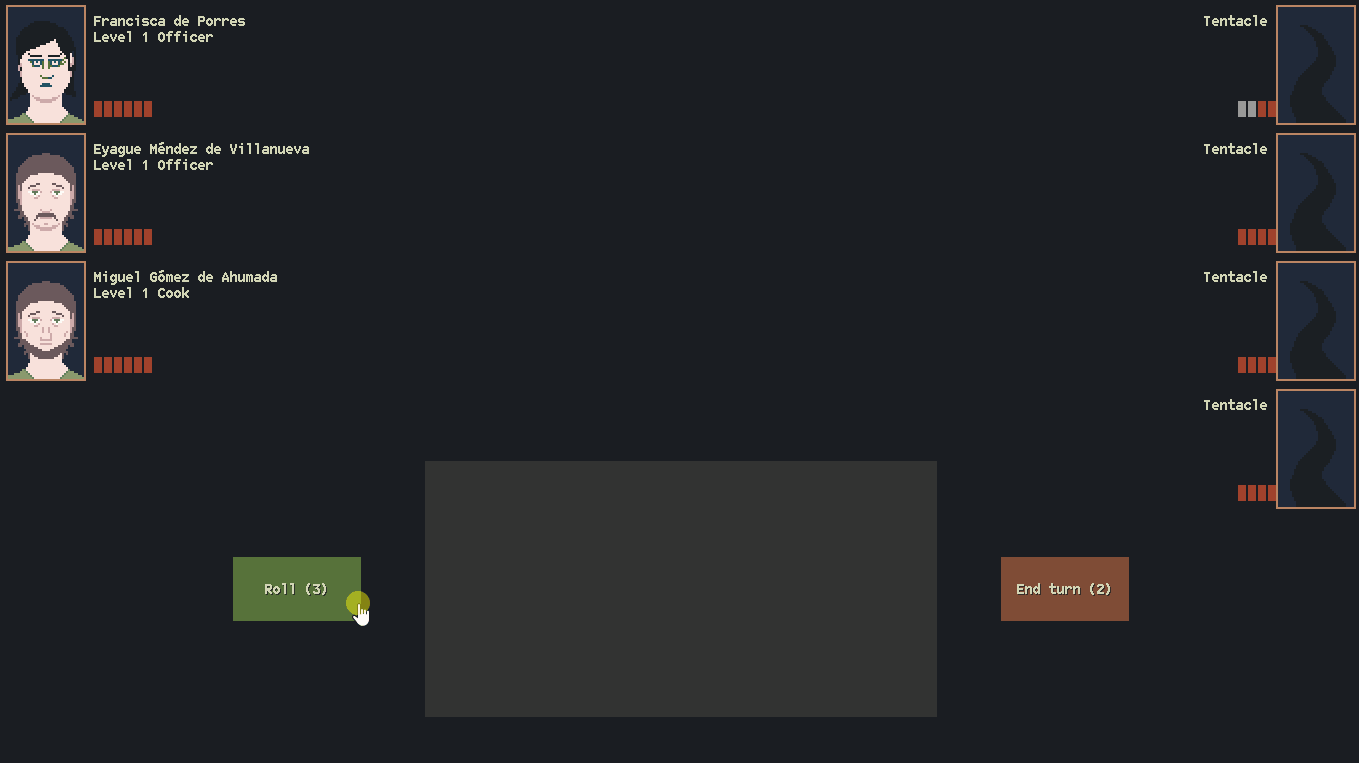 Francisca de Porres
Level 1 Officer
Tentacle
Eyague Méndez de Villanueva
Level 1 Officer
Tentacle
Miguel Gómez de Ahumada
Level 1 Cook
Tentacle
Tentacle
Roll (3)
End turn (2)